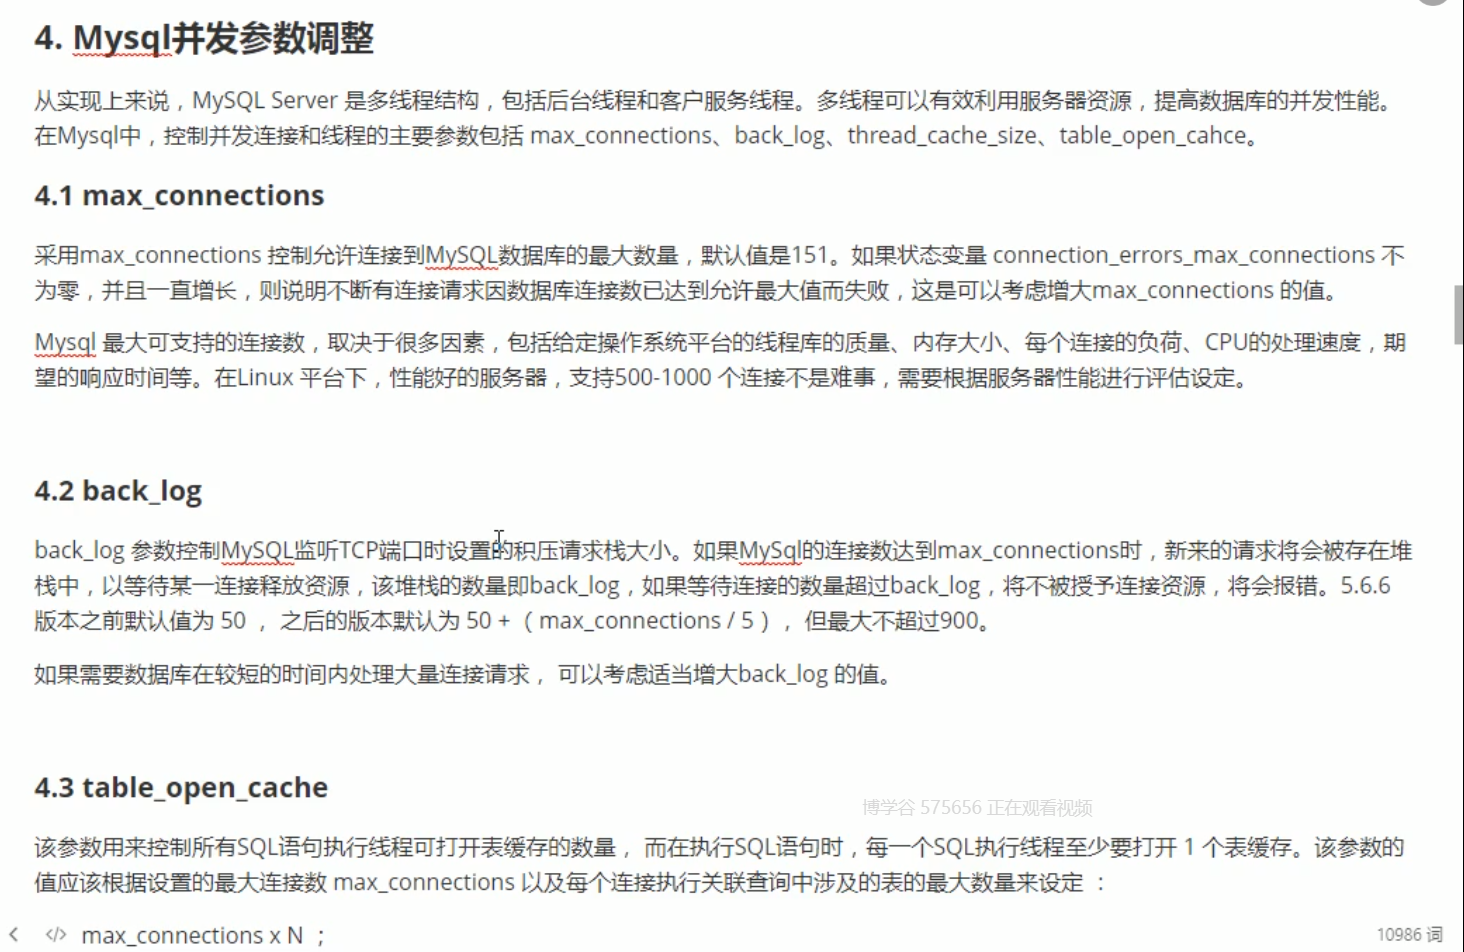 4. Mysql并发参数调整
从实现上来说，MySQL Server 是多线程结构，包括后台线程和客户服务线程。多线程可以有效利用服务器资源，提高数据库的并发性能。
在Mysql中，控制并发连接和线程的主要参数包括 max_connections、back_log、thread_cache_size、table_open_cahce。
4.1 max_connections
采用max_connections 控制允许连接到MySQL数据库的最大数量，默认值是151。如果状态变量 connection_errors_max_connections 不
为零，并且一直增长，则说明不断有连接请求因数据库连接数已达到允许最大值而失败，这是可以考虑增大max_connections 的值。
Mysql 最大可支持的连接数，取决于很多因素，包括给定操作系统平台的线程库的质量、内存大小、每个连接的负荷、CPU的处理速度，期
望的响应时间等。在Linux 平台下，性能好的服务器，支持500-1000 个连接不是难事，需要根据服务器性能进行评估设定。
4.2 back_log
back_log 参数控制MySQL监听TCP端口时设置的积压请求栈大小。如果MySql的连接数达到max_connections时，新来的请求将会被存在堆
栈中，以等待某一连接释放资源，该堆栈的数量即back_log，如果等待连接的数量超过back_log，将不被授予连接资源，将会报错。5.6.6
版本之前默认值为 50 ， 之后的版本默认为 50 + （ max_connections / 5 ）， 但最大不超过900。
如果需要数据库在较短的时间内处理大量连接请求， 可以考虑适当增大back_log 的值。
4.3 table_open_cache
博学谷 575656 正在观看视频
该参数用来控制所有SQL语句执行线程可打开表缓存的数量， 而在执行SQL语句时，每一个SQL执行线程至少要打开 1 个表缓存。该参数的
值应该根据设置的最大连接数 max_connections 以及每个连接执行关联查询中涉及的表的最大数量来设定 ：
< </> max_connections x N ；
10986 词